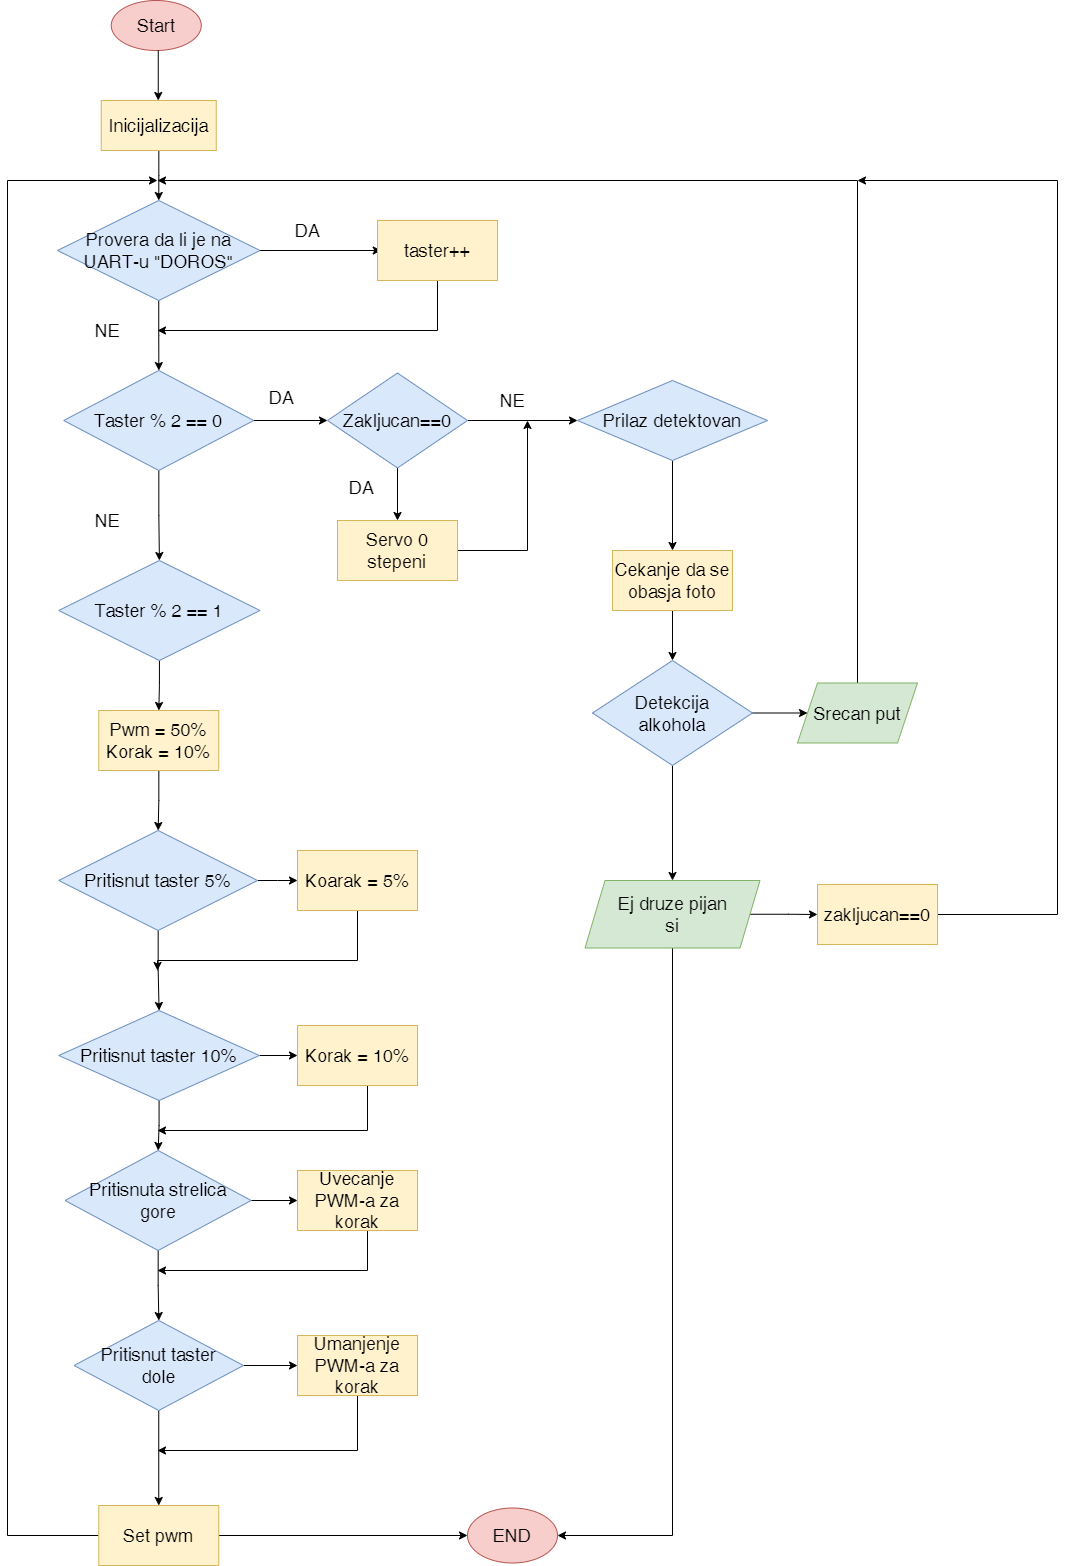 Start
Inicijalizacija
Provera da li je na
UART-u "DOROS"
DA
taster++
NE
Taster % 2 == 0
DA
Zakljucan==0
NE
Prilaz detektovan
DA
Servo 0
stepeni
NE
Cekanje da se
obasja foto
Taster % 2 == 1
Detekcija
alkohola
Srecan put
Pwm = 50%
Korak = 10%
Pritisnut taster 5%
Koarak = 5%
Ej druze pijan
si
zakljucan==0
Pritisnut taster 10%
Korak = 10%
Pritisnuta strelica
gore
Uvecanje
PWM-a za
korak
Pritisnut taster
dole
Umanjenje
PWM-a za
korak
Set pwm
END